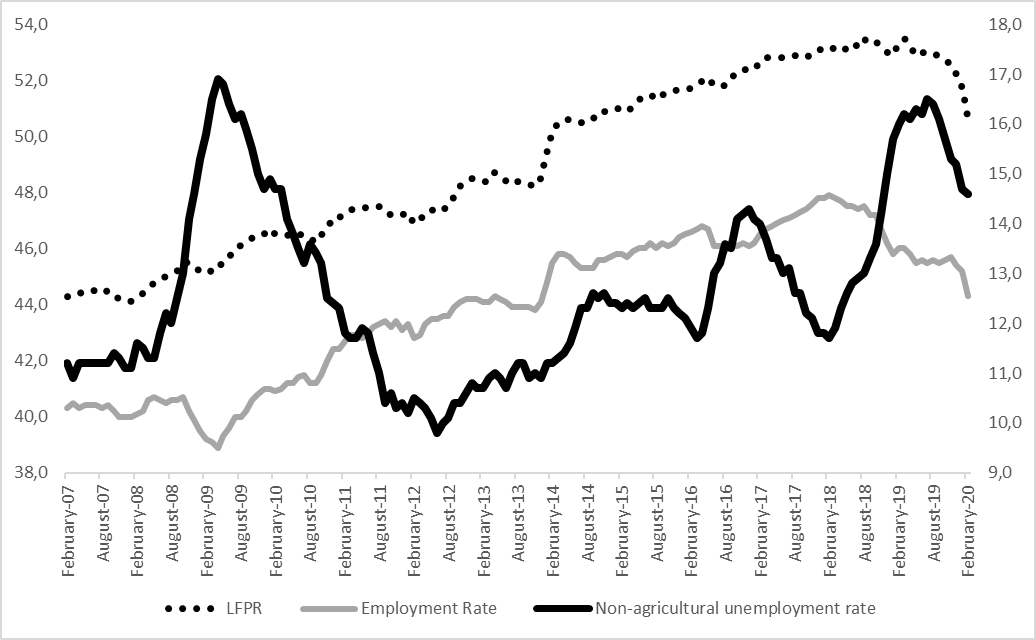 54,0
52,0
50,0
48,0
46,0
44,0
42,0
40,0
38,0
18,0
17,0
16,0
15,0
14,0
13,0
12,0
11,0
10,0
9,0
February-07
August-07
February-08
August-08
February-09
August-09
February-10
August-10
February-11
August-11
February-12
August-12
February-13
August-13
February-14
August-14
February-15
August-15
February-16
August-16
February-17
August-17
February-18
August-18
February-19
August-19
February-20
LFPR
Employment Rate
Non-agricultural unemployment rate